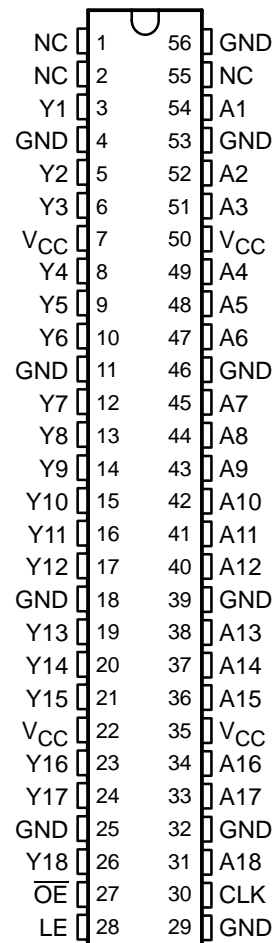 NC 1 56 GND
NC 2 55 NC
Y1 3 54 A1
GND 4 53 GND
Y2 5 52 A2
Y3 6 51 A3
VCC 7 50 VCC
Y4 8 49 A4
Y5 9 48 A5
Y6 10 47 A6
GND 11 46 GND
Y7 12 45 A7
Y8 13 44 A8
Y9 14 43 A9
Y10 15 42 A10
Y11 16 41 A11
Y12 17 40 A12
GND 18 39 GND
Y13 19 38 A13
Y14 20 37 A14
Y15 21 36 A15
VCC 22 35 VCC
Y16 23 34 A16
Y17 24 33 A17
GND 25 32 GND
Y18 26 31 A18
O̅E̅ 27 30 CLK
LE 28 29 GND